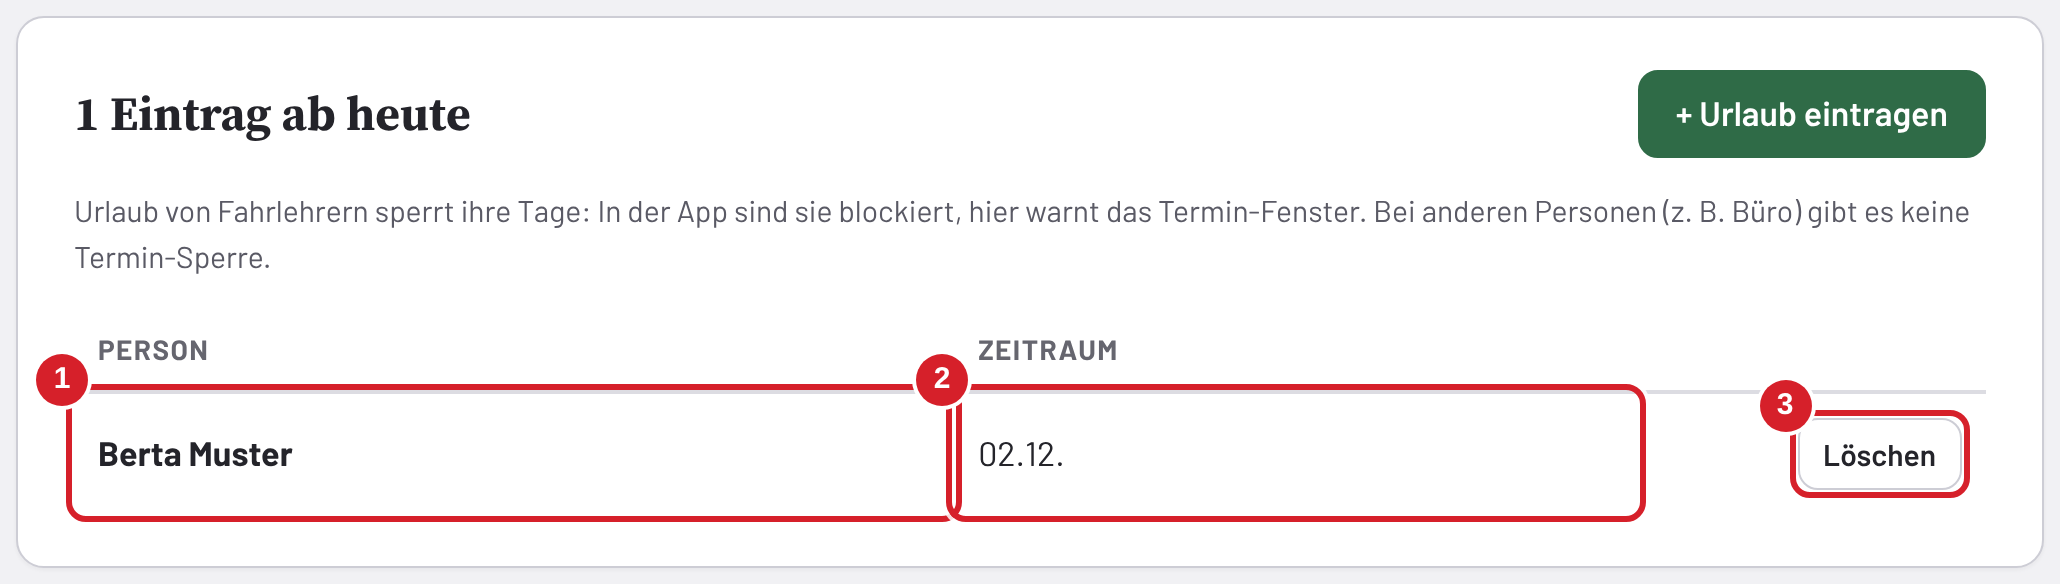 1 Eintrag ab heute
+ Urlaub eintragen
Urlaub von Fahrlehrern sperrt ihre Tage: In der App sind sie blockiert, hier warnt das Termin-Fenster. Bei anderen Personen (z. B. Büro) gibt es keine
Termin-Sperre.
PERSON
ZEITRAUM
1
2
3
Berta Muster
02.12.
Löschen